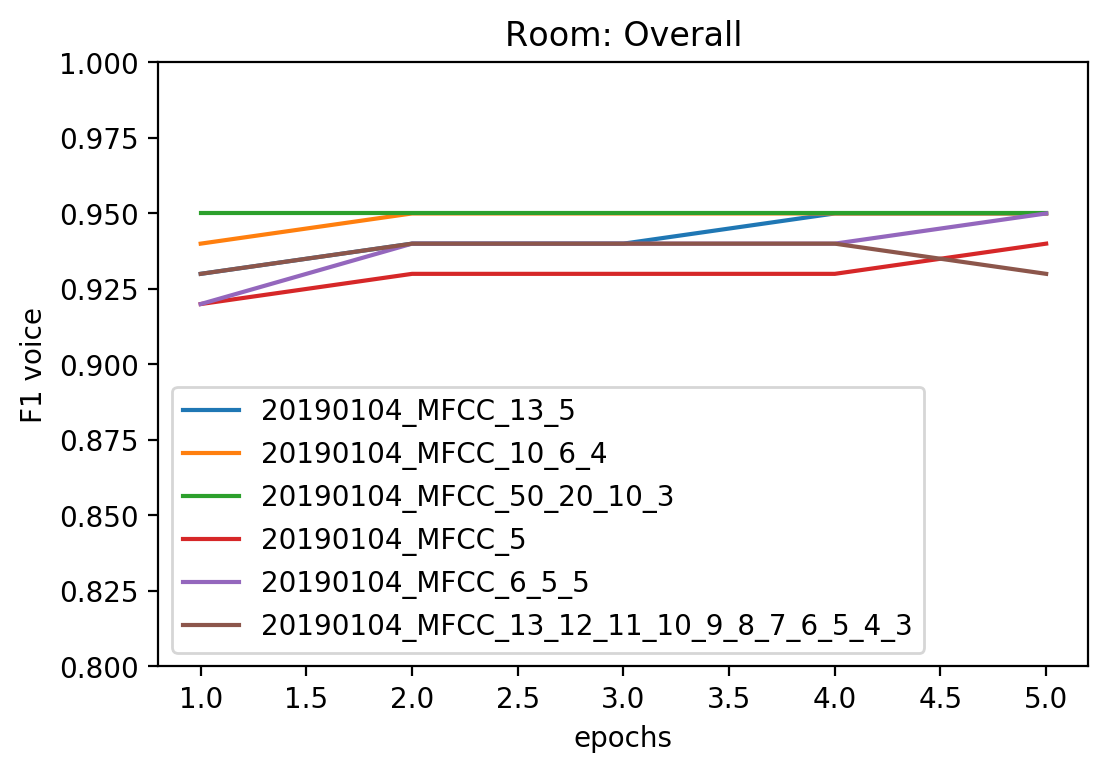 Room: Overall
1.000
0.975
0.950
0.925
0.900
0.875
0.850
0.825
0.800
F1 voice
20190104_MFCC_13_5
20190104_MFCC_10_6_4
20190104_MFCC_50_20_10_3
20190104_MFCC_5
20190104_MFCC_6_5_5
20190104_MFCC_13_12_11_10_9_8_7_6_5_4_3
1.0 1.5 2.0 2.5 3.0 3.5 4.0 4.5 5.0
epochs